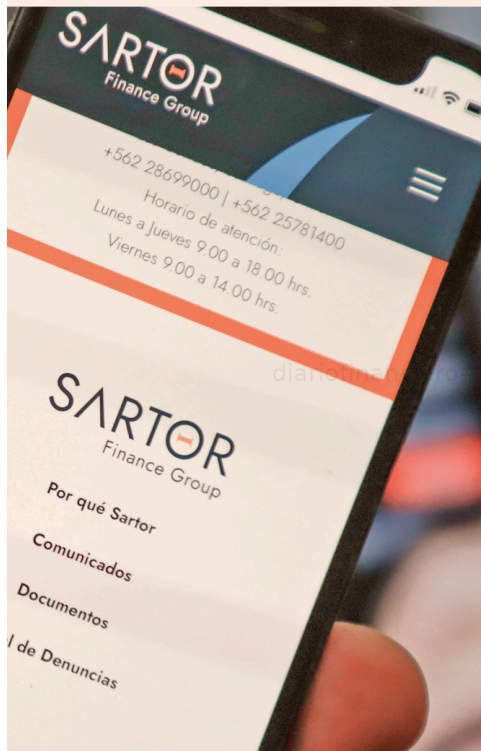 SARTOR
Finance Group
+562 28699000 | +562 25781400
Horario de atención:
Lunes a Jueves 9.00 a 18.00 hrs.
Viernes 9.00 a 14.00 hrs.
SARTOR
Finance Group
Por qué Sartor
Comunicados
Documentos
de Denuncias